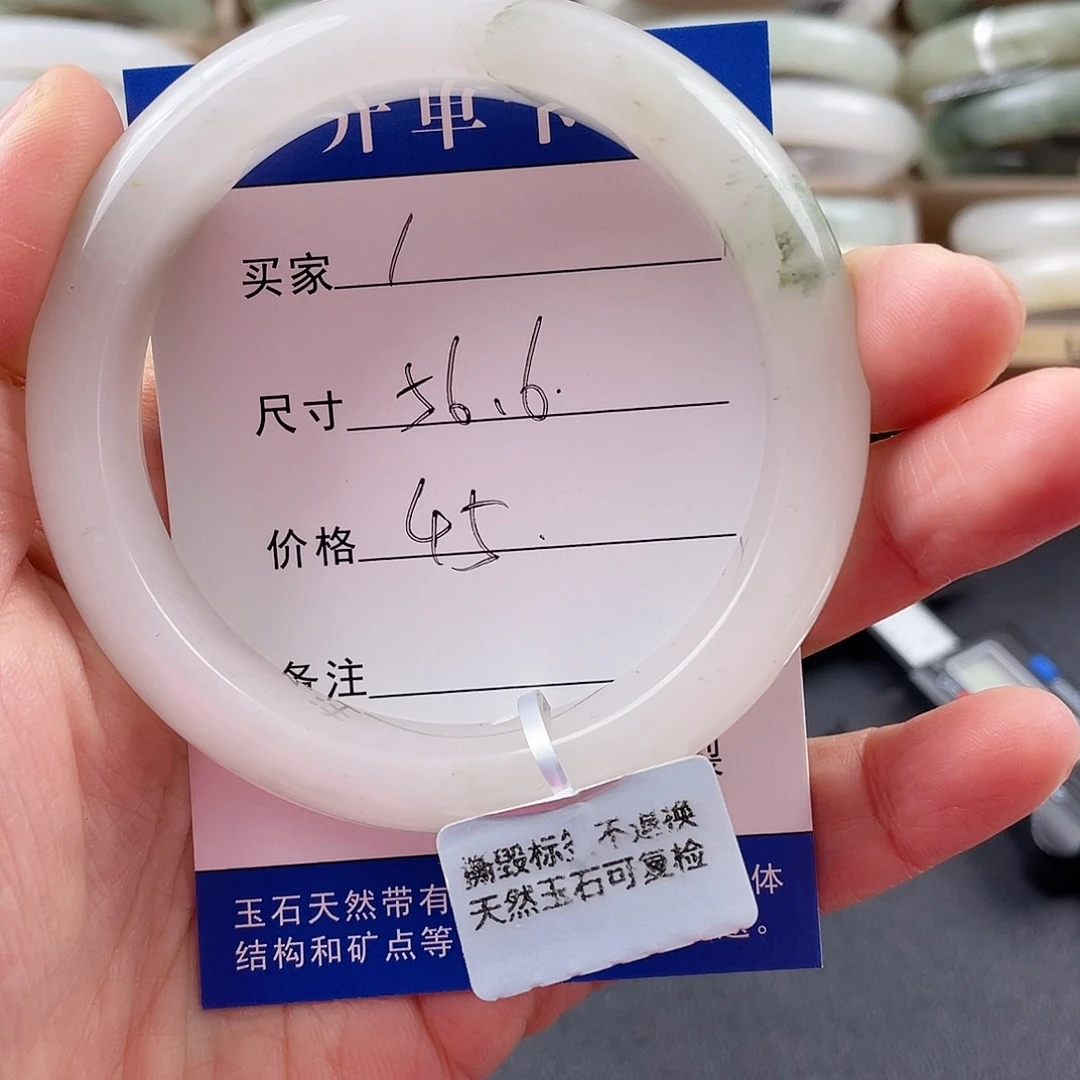 开单卡
买家 1
尺寸 56.6.
价格 45.
备注
撕毁标签 不退换
天然玉石可复检
玉石天然带有 体
结构和矿点等 题。